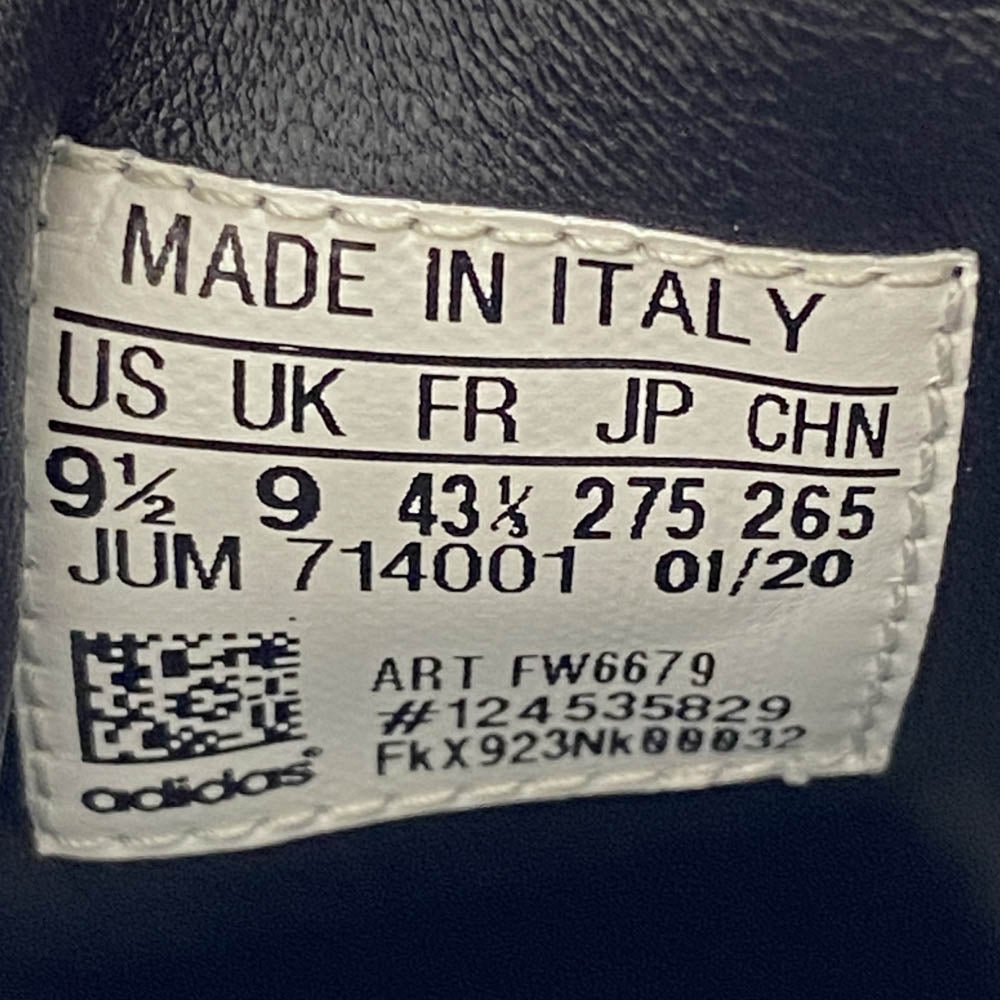 MADE IN ITALY
US UK FR JP CHN
9½ 9 43⅓ 275 265
JUM 714001 01/20
ART FW6679
#124535829
FkX923Nk00032
adidas®